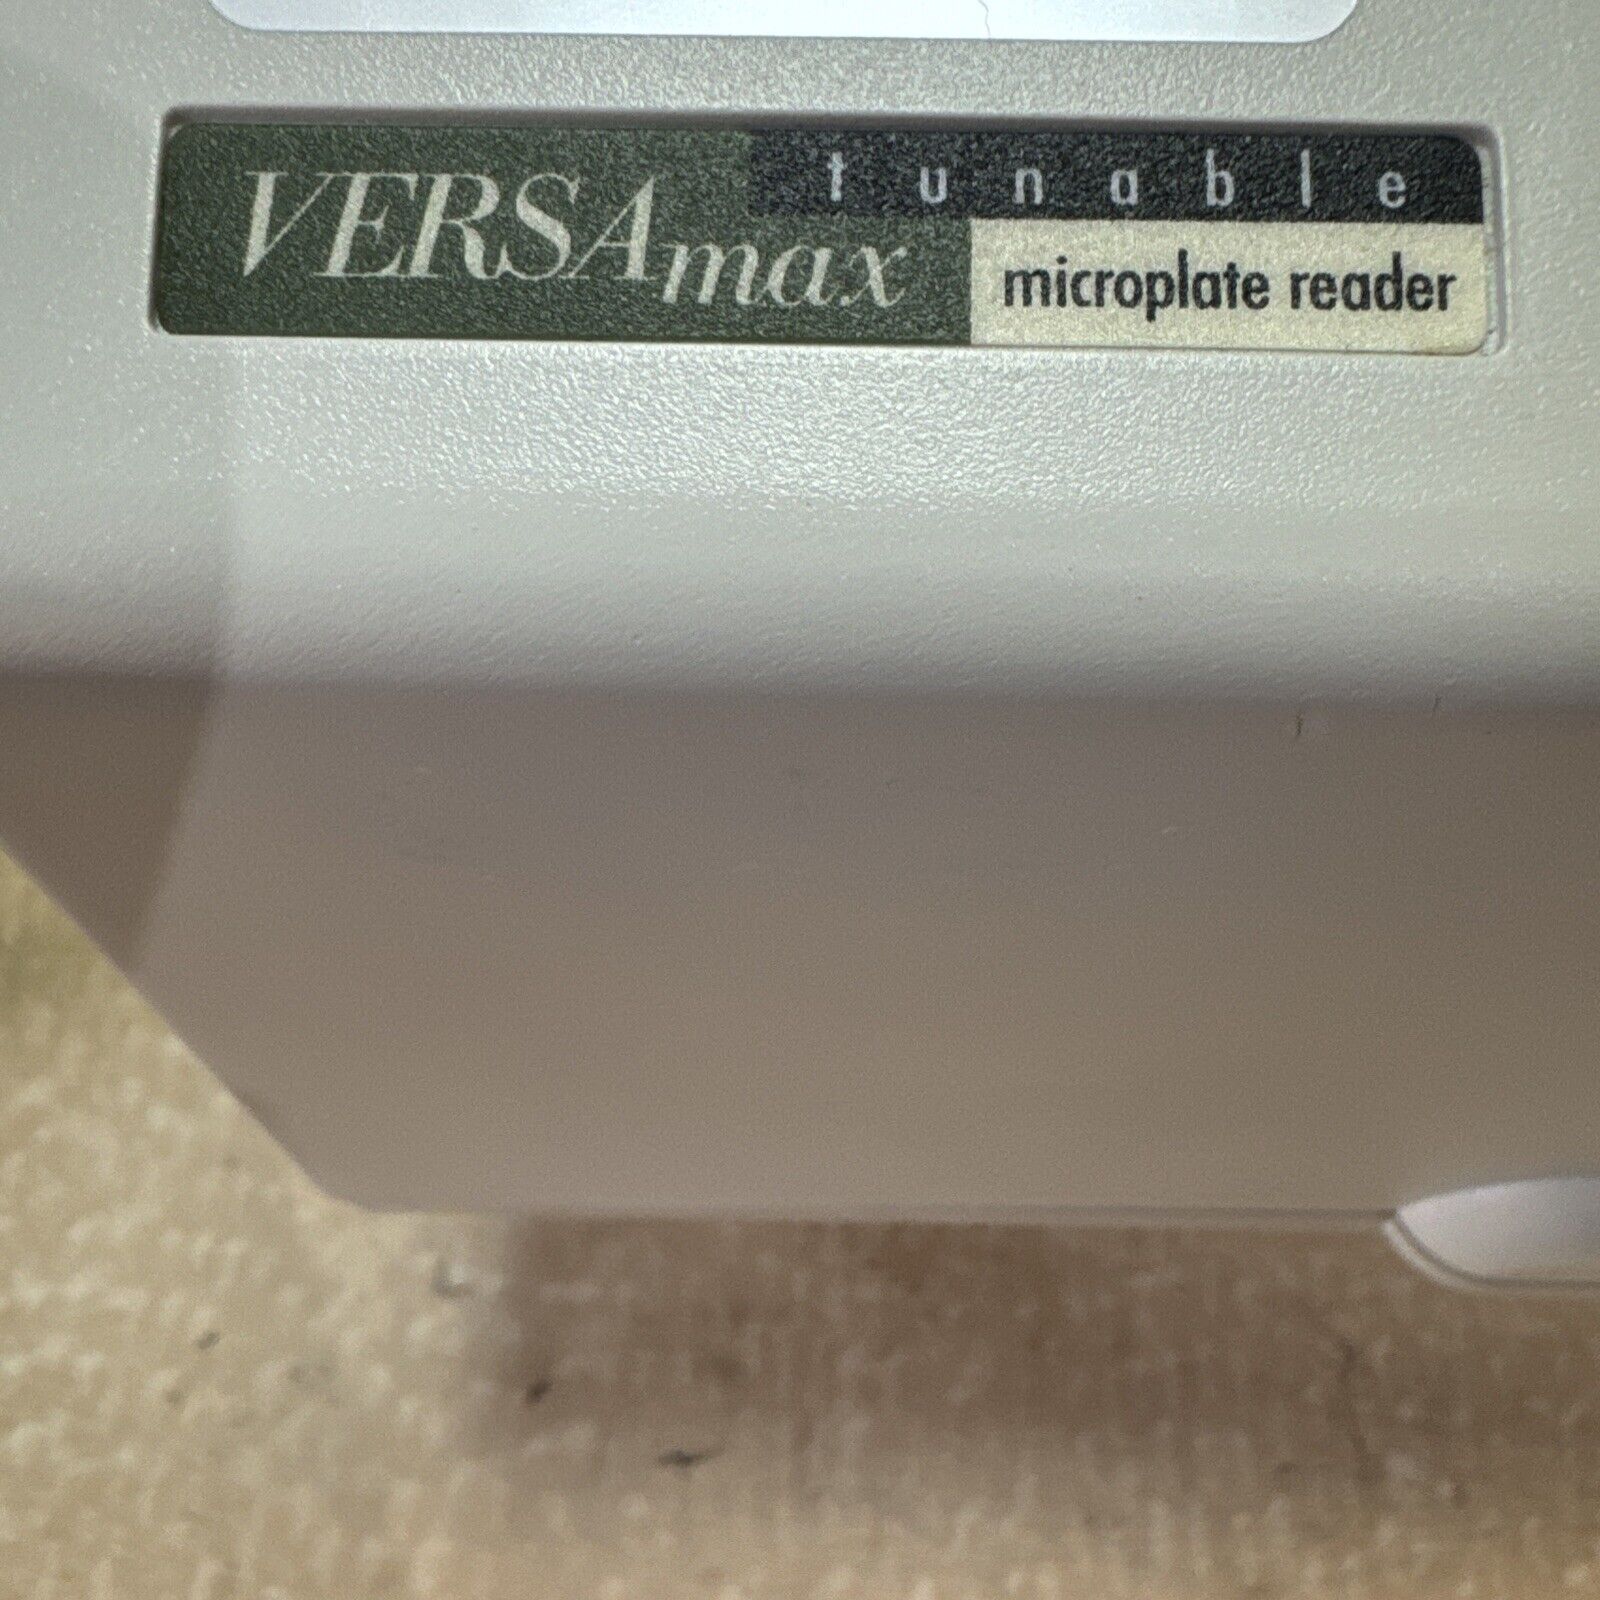 VERSAmax
tunable
microplate reader